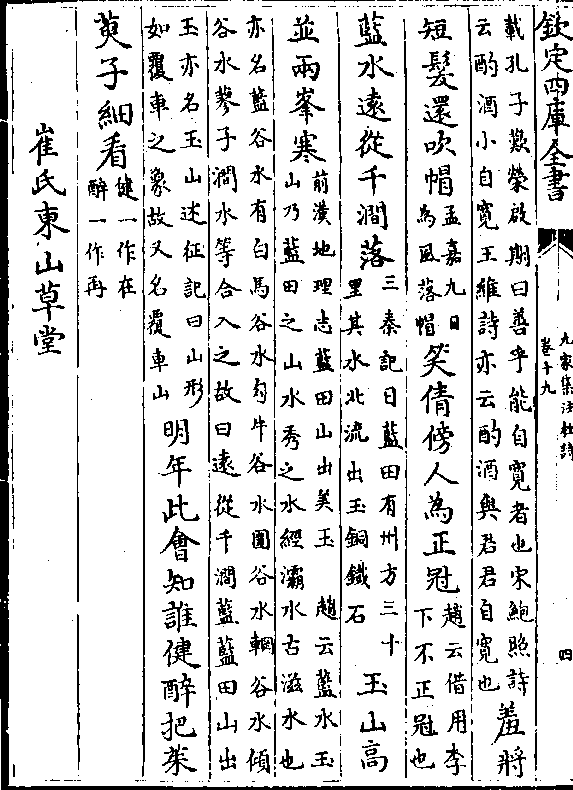 欽定四庫全書
九家集注杜詩
卷十九
四
載孔子歎榮啟期曰善乎能自寬者也宋鮑照詩
云酌酒小自寬王維詩亦云酌酒與君君自寬也
羞將
短髮還吹帽
孟嘉九日
為風落帽
笑倩傍人為正冠
趙云借用李
下不正冠也
藍水遠從千澗落
三秦記曰藍田有州方三十
里其水北流出玉銅鐵石
玉山高
並兩峯寒
前漢地理志藍田山出美玉 趙云藍水玉
山乃藍田之山水秀之水經灞水古滋水也
亦名藍谷水有白馬谷水勾牛谷水圍谷水輞谷水傾
谷水蓼子澗水等合入之故曰遠從千澗藍藍田山出
玉亦名玉山述征記曰山形
如覆車之象故又名覆車山
明年此會知誰健醉把茱
萸子細看
健一作在
醉一作再
崔氏東山草堂